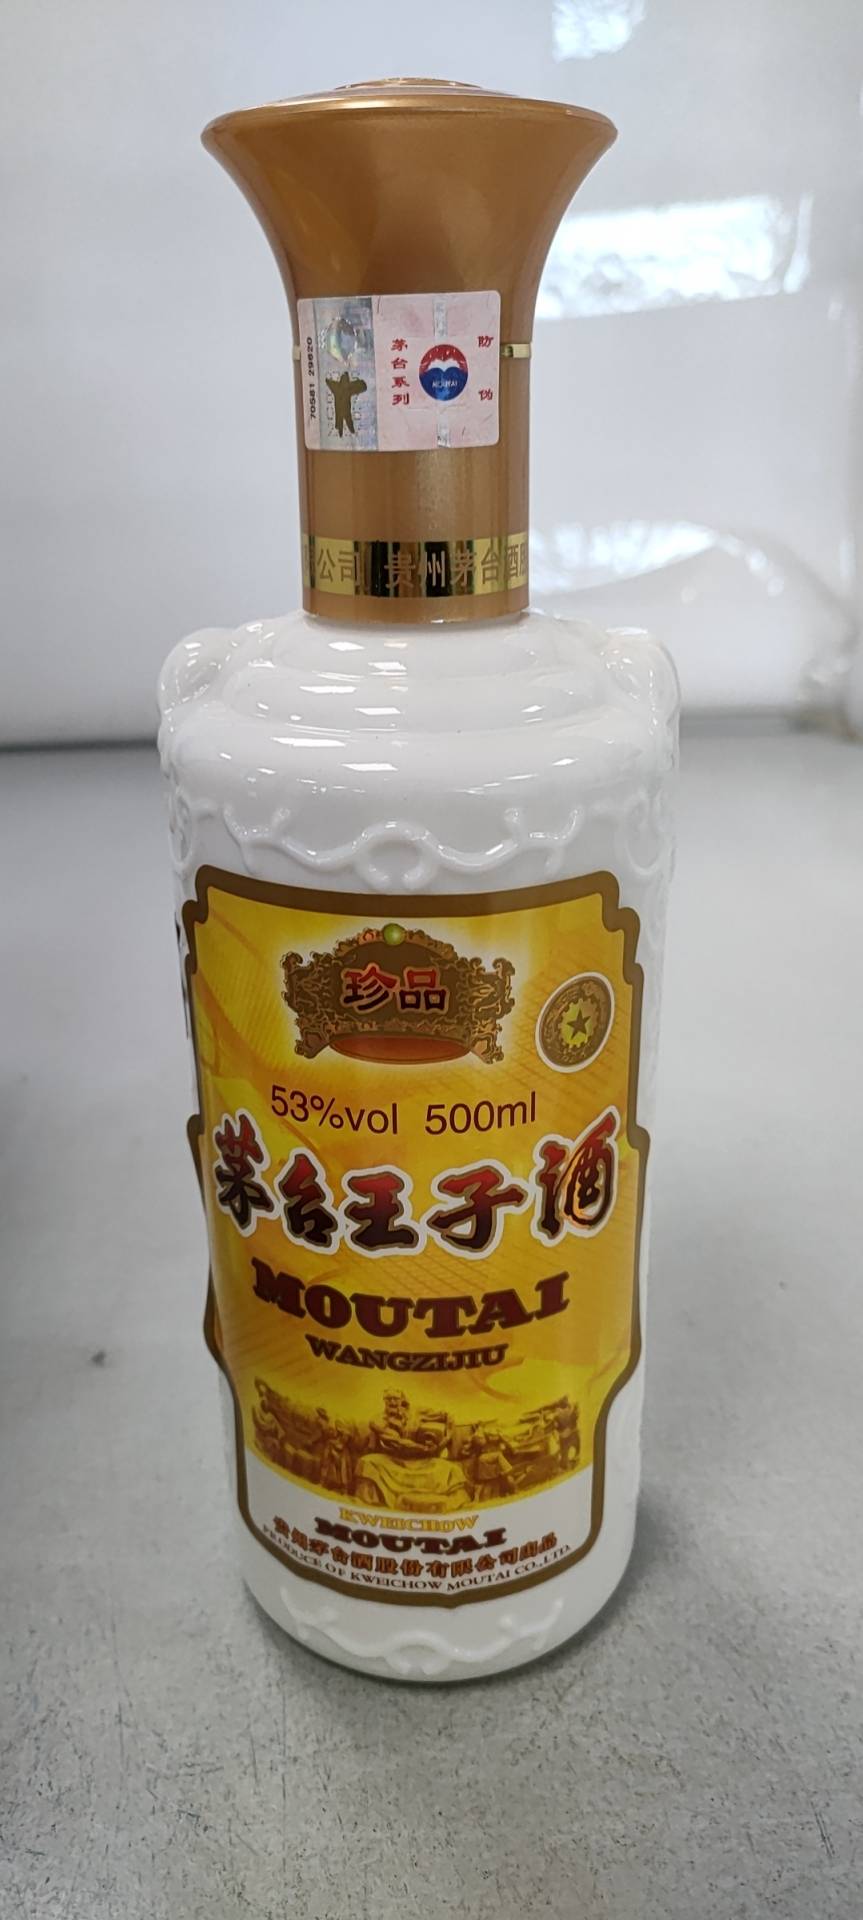 70581 29620
茅台系列
防伪
MOUTAI
公司 贵州茅台酒股
珍品
53%vol 500ml
茅台王子酒
MOUTAI
WANGZIJIU
KWEICHOW
MOUTAI
贵州茅台酒股份有限公司出品
PRODUCE OF KWEICHOW MOUTAI CO., LTD.